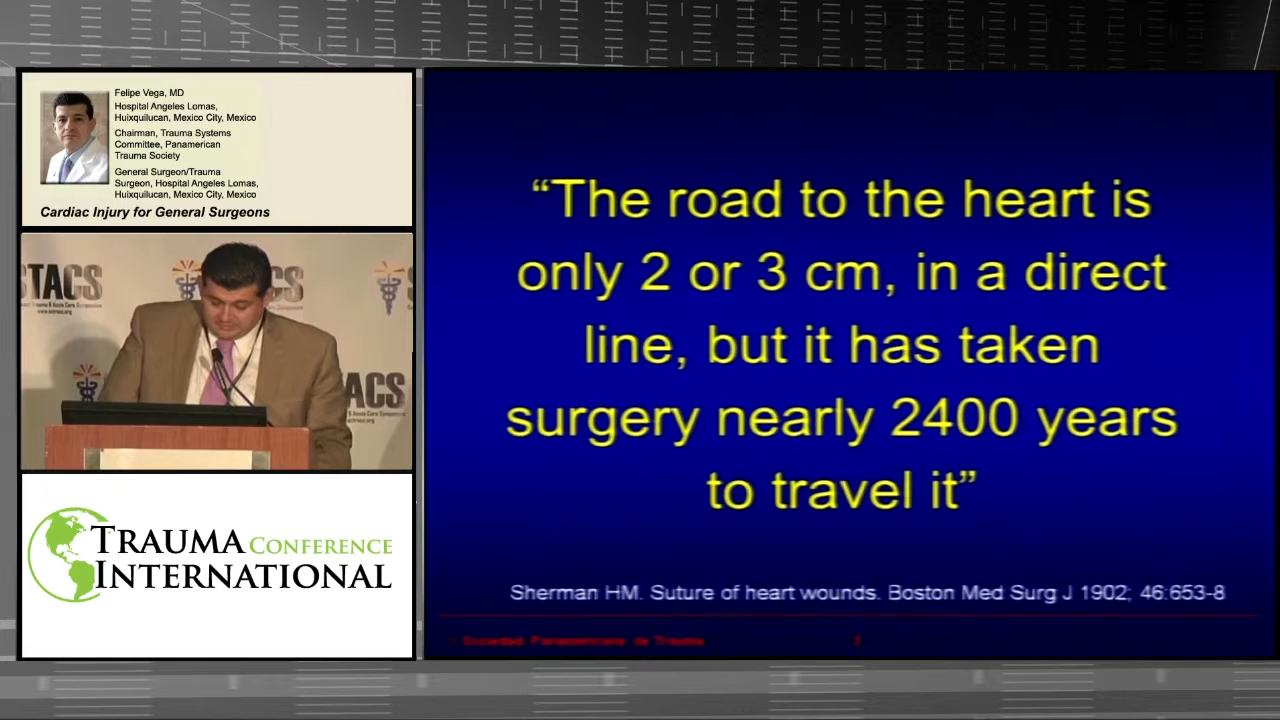 Felipe Vega, MD
Hospital Angeles Lomas,
Huixquilucan, Mexico City, Mexico
Chairman, Trauma Systems
Committee, Panamerican
Trauma Society
General Surgeon/Trauma
Surgeon, Hospital Angeles Lomas,
Huixquilucan, Mexico City, Mexico
Cardiac Injury for General Surgeons
STACS
CS
ACS
TRAUMA CONFERENCE
INTERNATIONAL
“The road to the heart is
only 2 or 3 cm, in a direct
line, but it has taken
surgery nearly 2400 years
to travel it”
Sherman HM. Suture of heart wounds. Boston Med Surg J 1902; 46:653-8
Sociedad Panamericana de Trauma
3